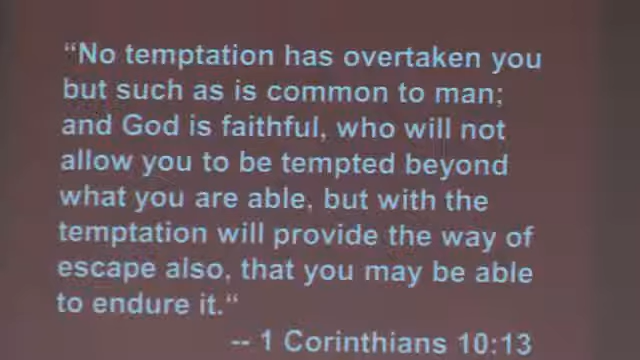 “No temptation has overtaken you
but such as is common to man;
and God is faithful, who will not
allow you to be tempted beyond
what you are able, but with the
temptation will provide the way of
escape also, that you may be able
to endure it.“
-- 1 Corinthians 10:13